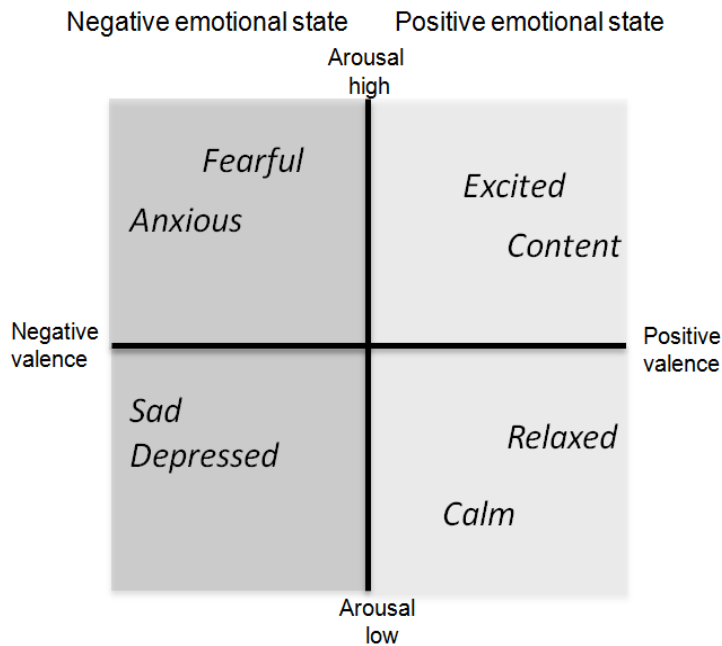 Negative emotional state
Positive emotional state
Arousal
high
Fearful
Excited
Anxious
Content
Negative
valence
Positive
valence
Sad
Relaxed
Depressed
Calm
Arousal
low